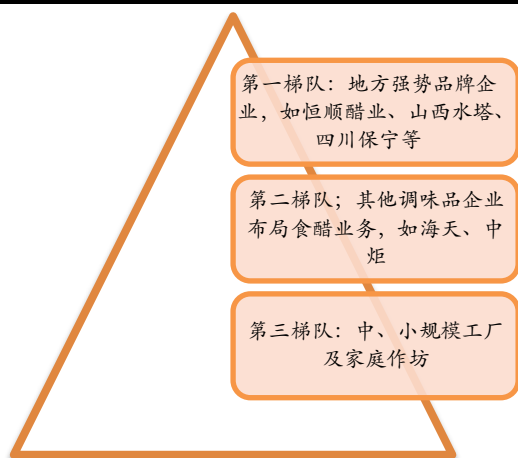 第一梯队：地方强势品牌企
业，如恒顺醋业、山西水塔、
四川保宁等
第二梯队；其他调味品企业
布局食醋业务，如海天、中
炬
第三梯队：中、小规模工厂
及家庭作坊